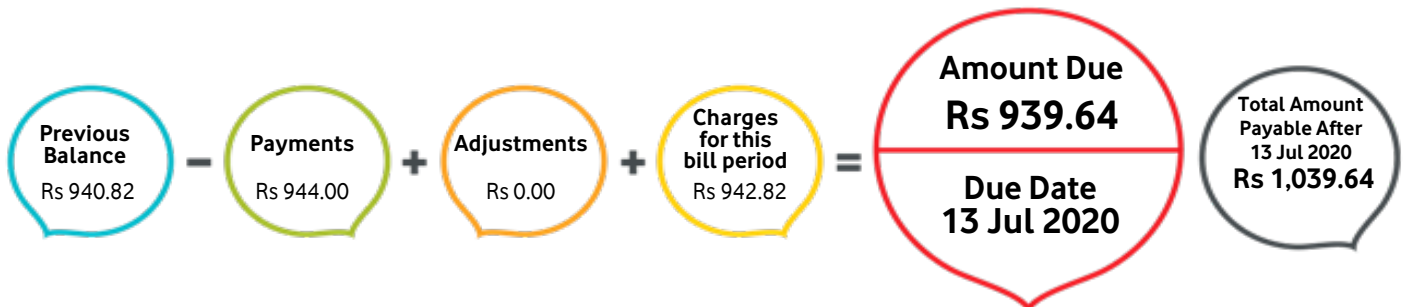 Previous
Balance
Rs 940.82
-
Payments
Rs 944.00
+
Adjustments
Rs 0.00
+
Charges
for this
bill period
Rs 942.82
=
Amount Due
Rs 939.64
Due Date
13 Jul 2020
Total Amount
Payable After
13 Jul 2020
Rs 1,039.64